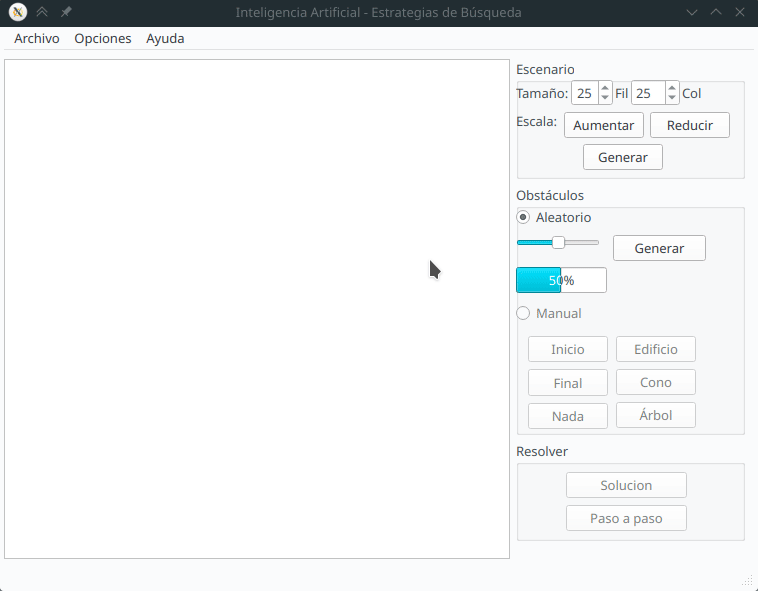 Inteligencia Artificial - Estrategias de Búsqueda
Archivo Opciones Ayuda
Escenario
Tamaño: 25 Fil 25 Col
Escala: Aumentar Reducir
Generar
Obstáculos
Aleatorio
Generar
50%
Manual
Inicio Edificio
Final Cono
Nada Árbol
Resolver
Solucion
Paso a paso